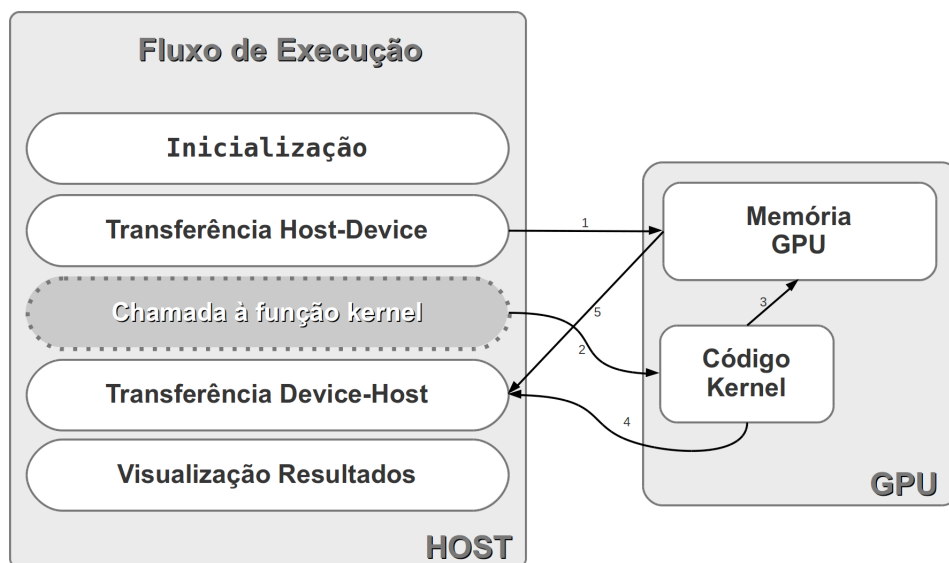 Fluxo de Execução
Inicialização
Transferência Host-Device
Chamada à função kernel
Transferência Device-Host
Visualização Resultados
HOST
1
5
2
3
4
Memória
GPU
Código
Kernel
GPU